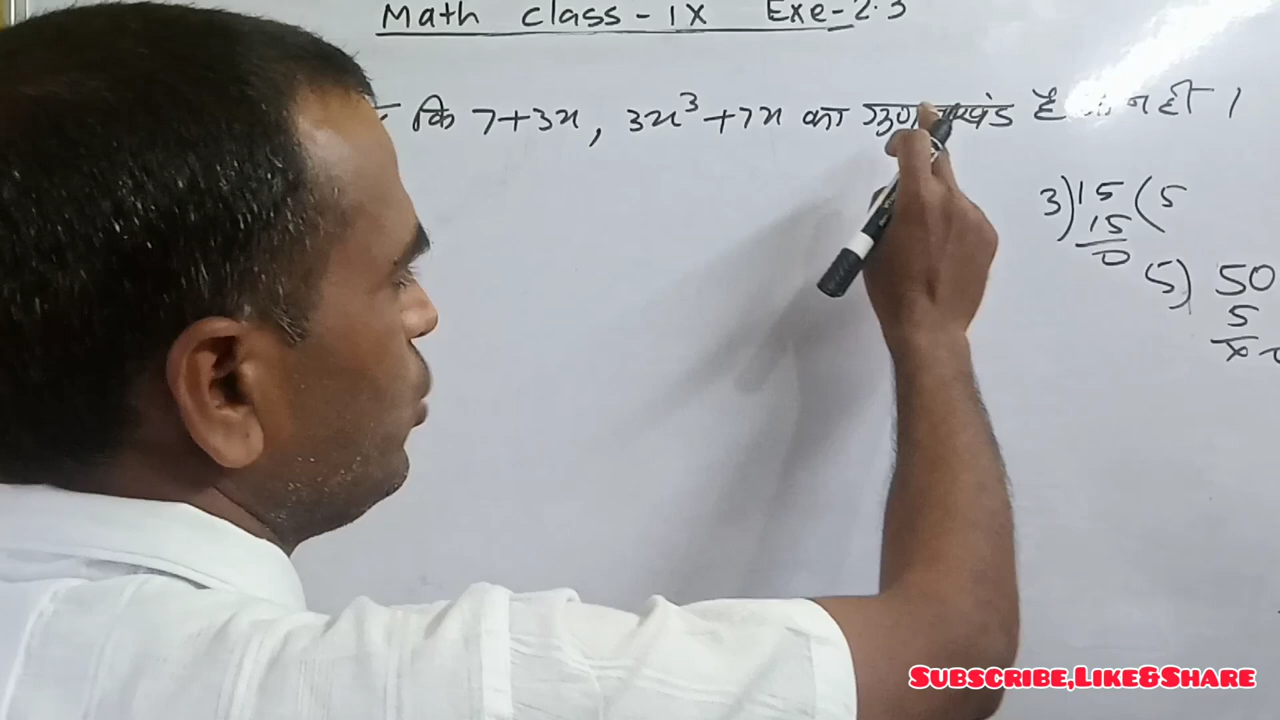 Math class - IX Exe-2.3
कि 7+3x, 3x³+7x का गुणनखंड है या नहीं ।
3)15(5
15
0
5) 50
5
x
SUBSCRIBE,LIKE&SHARE